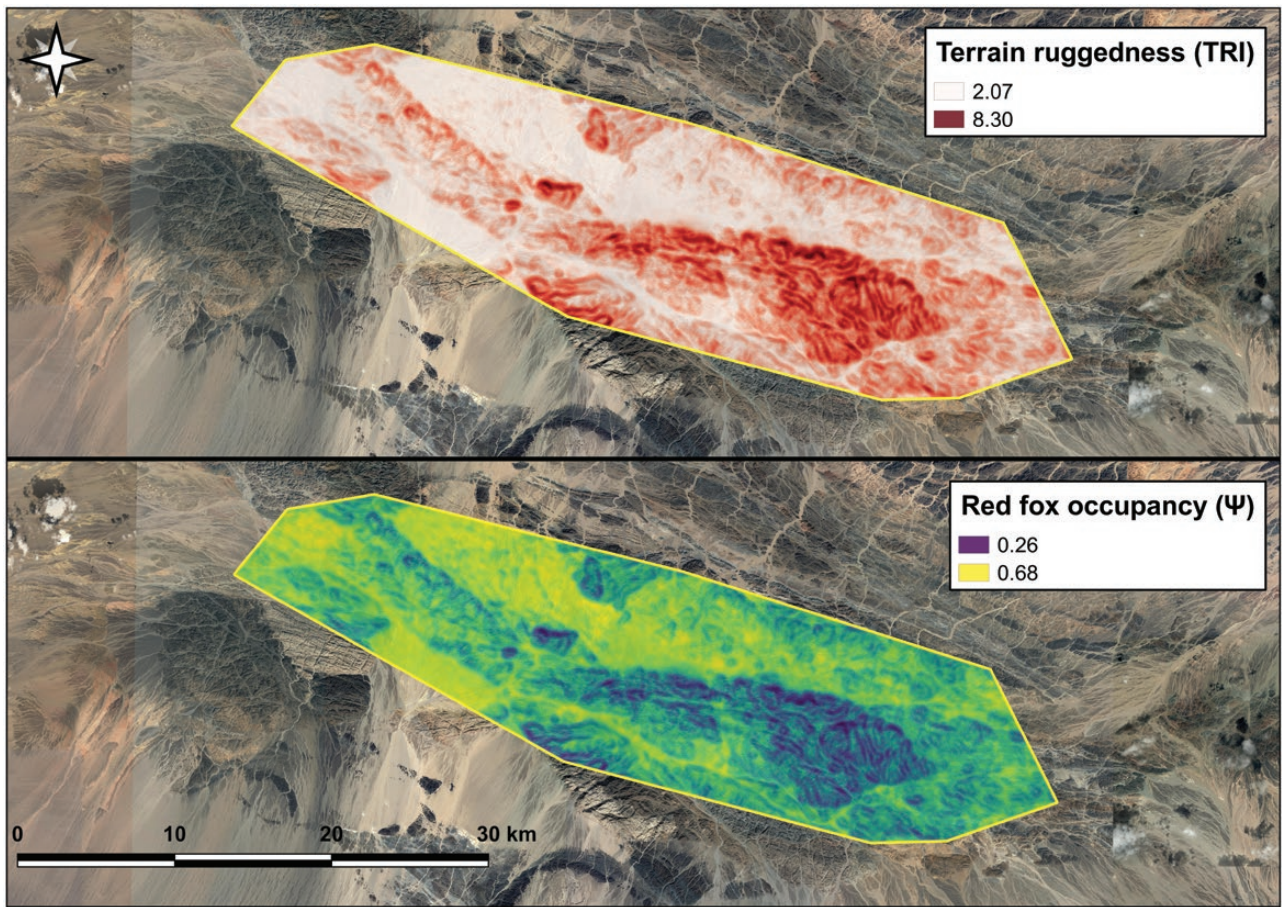 Terrain ruggedness (TRI)
2.07
8.30
Red fox occupancy (Ψ)
0.26
0.68
0 10 20 30 km